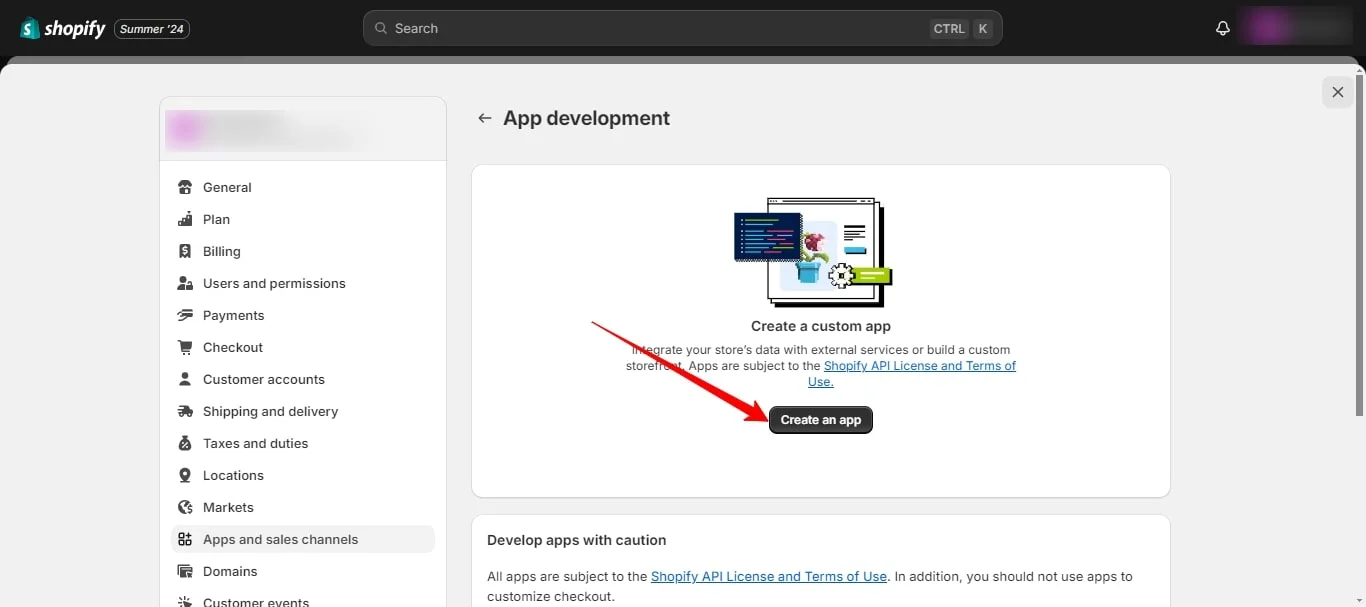 shopify Summer '24
Search CTRL K
App development
General
Plan
Billing
Users and permissions
Payments
Checkout
Customer accounts
Shipping and delivery
Taxes and duties
Locations
Markets
Apps and sales channels
Domains
Customer events
Create a custom app
Integrate your store's data with external services or build a custom
storefront. Apps are subject to the Shopify API License and Terms of
Use.
Create an app
Develop apps with caution
All apps are subject to the Shopify API License and Terms of Use. In addition, you should not use apps to
customize checkout.